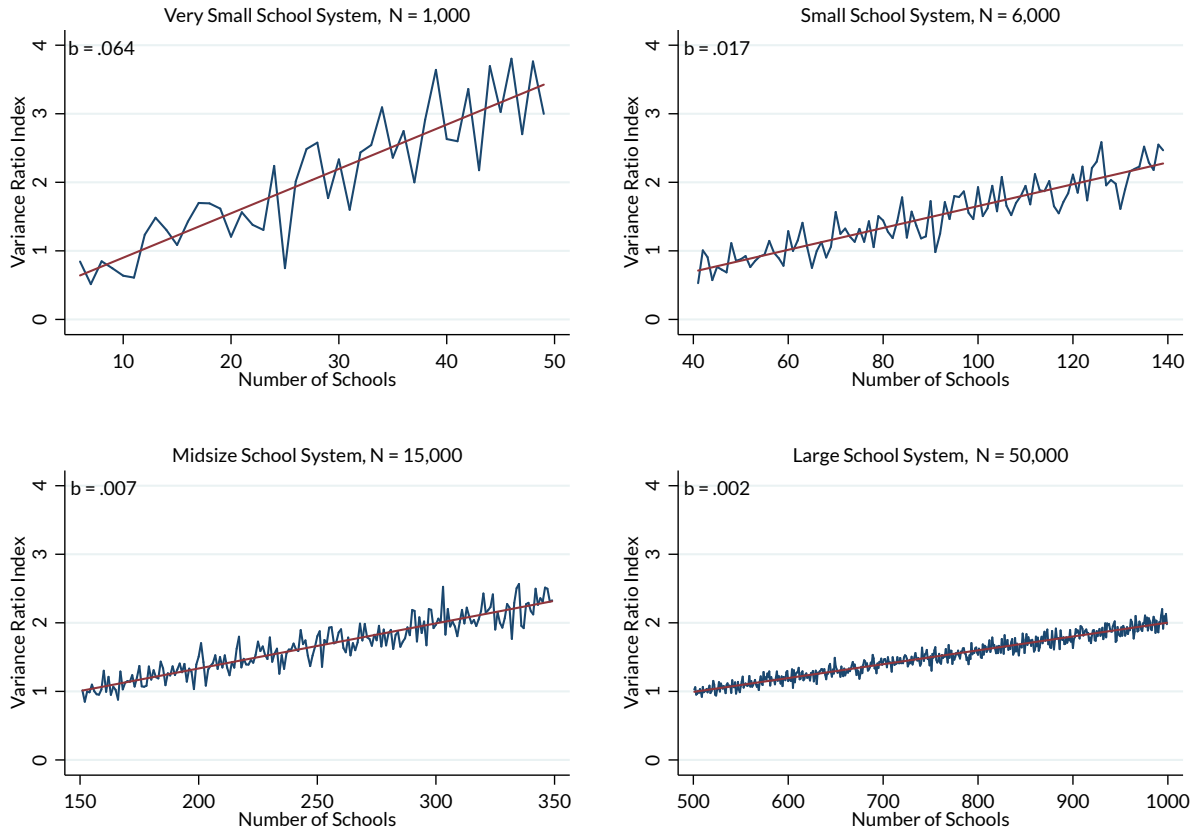 Very Small School System,  N = 1,000
b = .064
Variance Ratio Index
4
3
2
1
0
10 20 30 40 50
Number of Schools
Small School System, N = 6,000
b = .017
Variance Ratio Index
4
3
2
1
0
40 60 80 100 120 140
Number of Schools
Midsize School System, N = 15,000
b = .007
Variance Ratio Index
4
3
2
1
0
150 200 250 300 350
Number of Schools
Large School System,  N = 50,000
b = .002
Variance Ratio Index
4
3
2
1
0
500 600 700 800 900 1000
Number of Schools